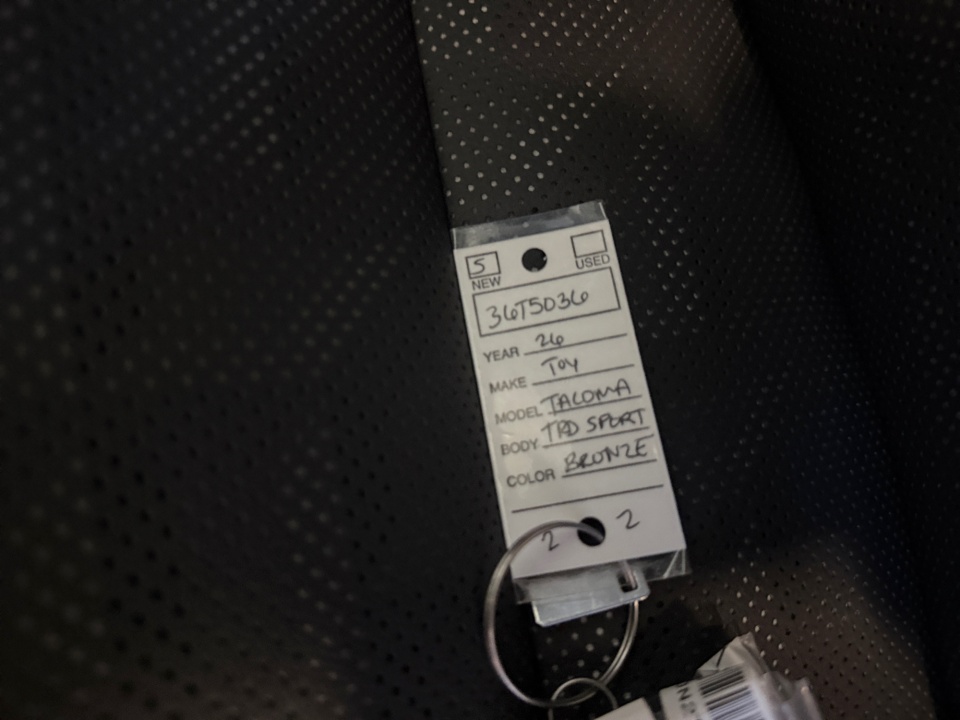 5
NEW USED
36T5036
YEAR 26
MAKE TOY
MODEL TACOMA
BODY TRD SPORT
COLOR BRONZE
2 2